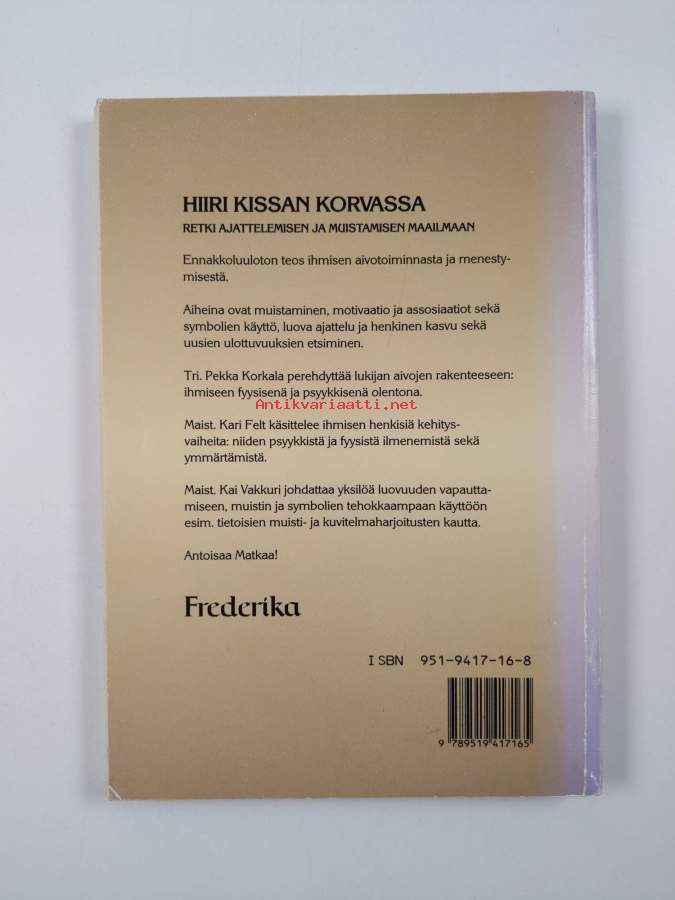 HIIRI KISSAN KORVASSA
RETKI AJATTELEMISEN JA MUISTAMISEN MAAILMAAN
Ennakkoluuloton teos ihmisen aivotoiminnasta ja menesty-
misestä.
Aiheina ovat muistaminen, motivaatio ja assosiaatiot sekä
symbolien käyttö, luova ajattelu ja henkinen kasvu sekä
uusien ulottuvuuksien etsiminen.
Tri. Pekka Korkala perehdyttää lukijan aivojen rakenteeseen:
ihmiseen fyysisenä ja psyykkisenä olentona.
Antikvariaatti.net
Maist. Kari Felt käsittelee ihmisen henkisiä kehitys-
vaiheita: niiden psyykkistä ja fyysistä ilmenemistä sekä
ymmärtämistä.
Maist. Kai Vakkuri johdattaa yksilöä luovuuden vapautta-
miseen, muistin ja symbolien tehokkaampaan käyttöön
esim. tietoisien muisti- ja kuvitelmaharjoitusten kautta.
Antoisaa Matkaa!
Frederika
ISBN 951-9417-16-8
9 789519 417165